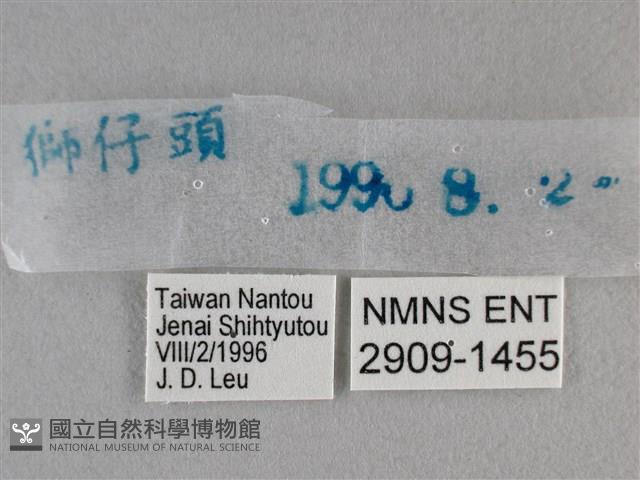 獅仔頭
1996 8. 2
Taiwan Nantou
Jenai Shihtyutou
VIII/2/1996
J. D. Leu
NMNS ENT
2909-1455
國立自然科學博物館
NATIONAL MUSEUM OF NATURAL SCIENCE